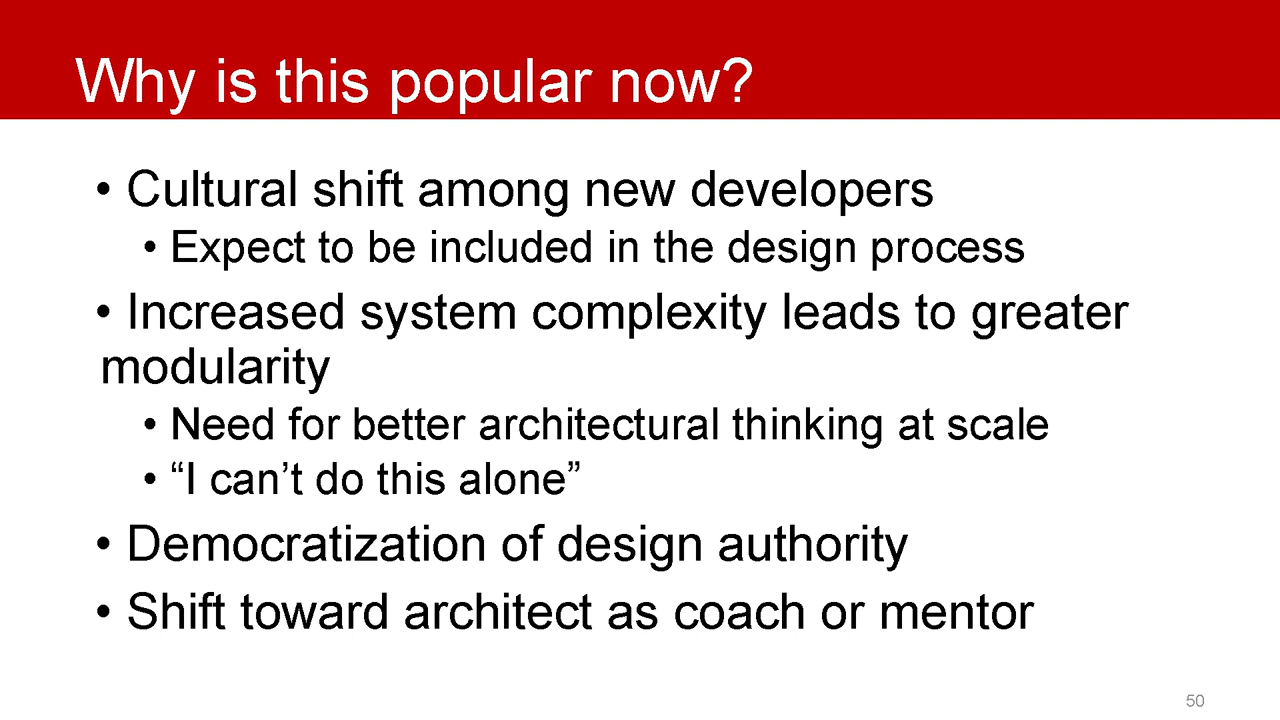 Why is this popular now?
• Cultural shift among new developers
• Expect to be included in the design process
• Increased system complexity leads to greater
modularity
• Need for better architectural thinking at scale
• “I can’t do this alone”
• Democratization of design authority
• Shift toward architect as coach or mentor
50